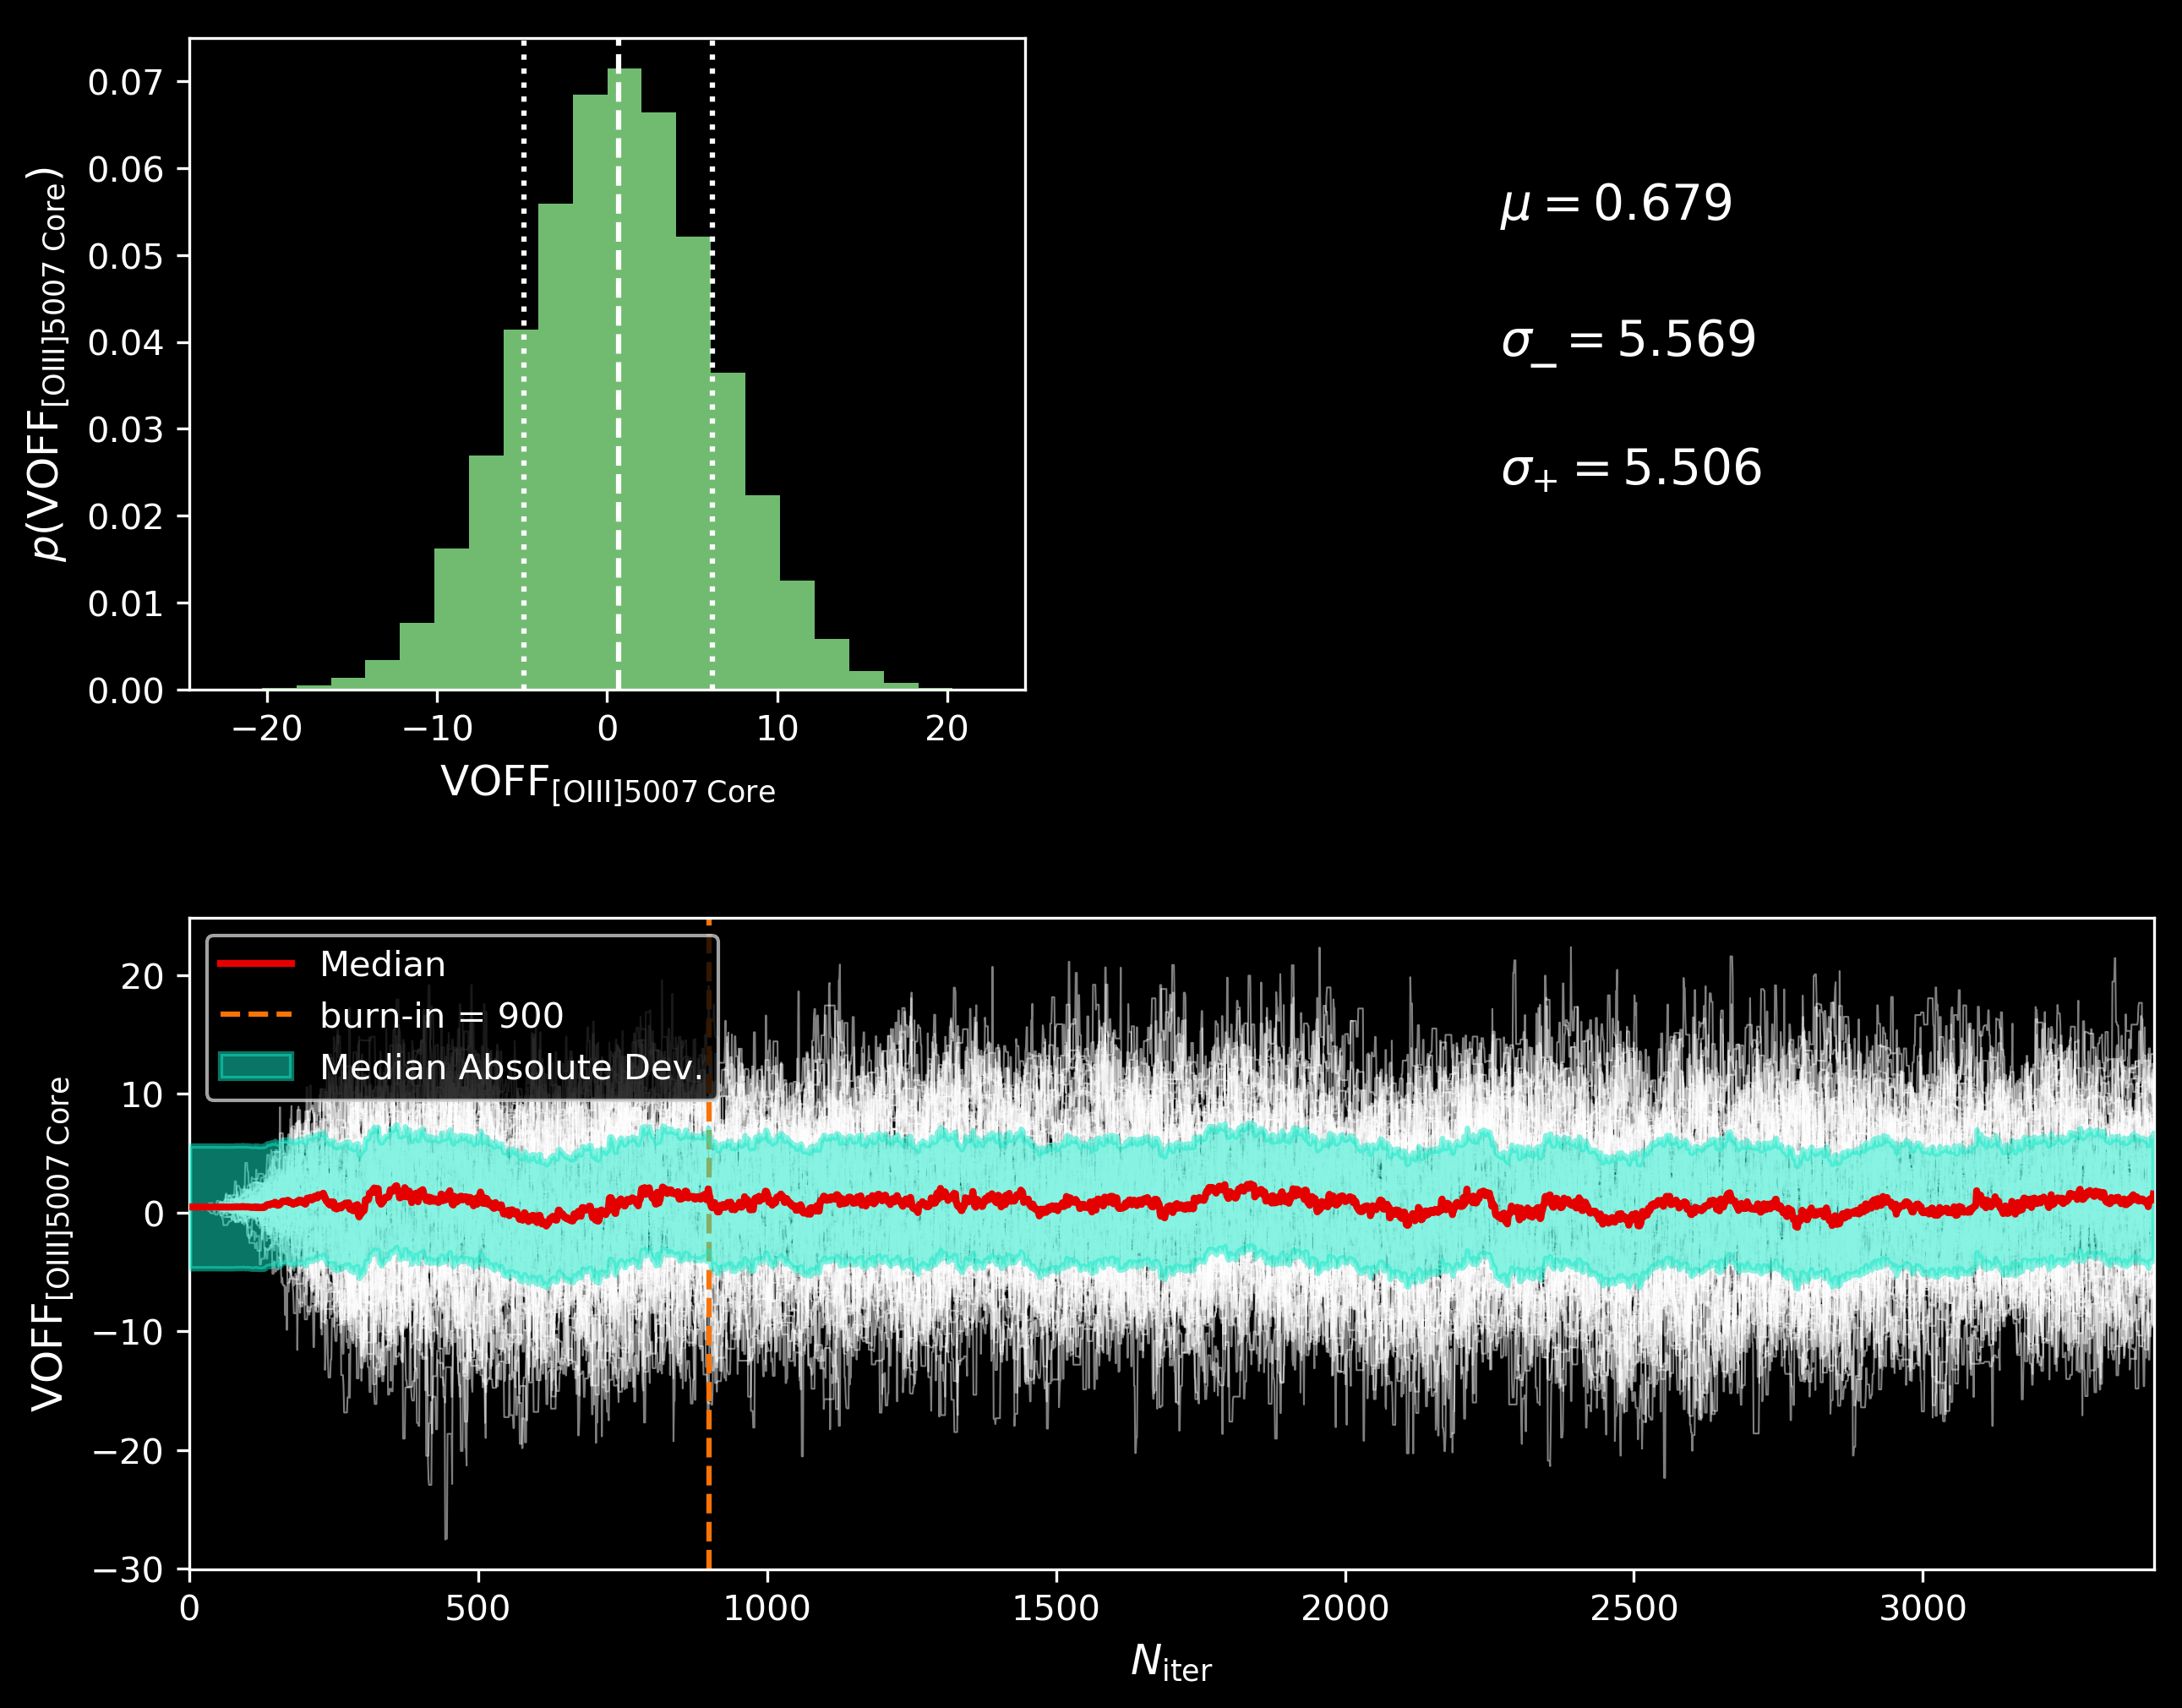 0.07
0.06
0.05
0.04
0.03
0.02
0.01
0.00
p(VOFF[OIII]5007 Core)
−20 −10 0 10 20
VOFF[OIII]5007 Core
μ = 0.679
σ− = 5.569
σ+ = 5.506
Median
burn-in = 900
Median Absolute Dev.
20
10
0
−10
−20
−30
VOFF[OIII]5007 Core
0 500 1000 1500 2000 2500 3000
Niter